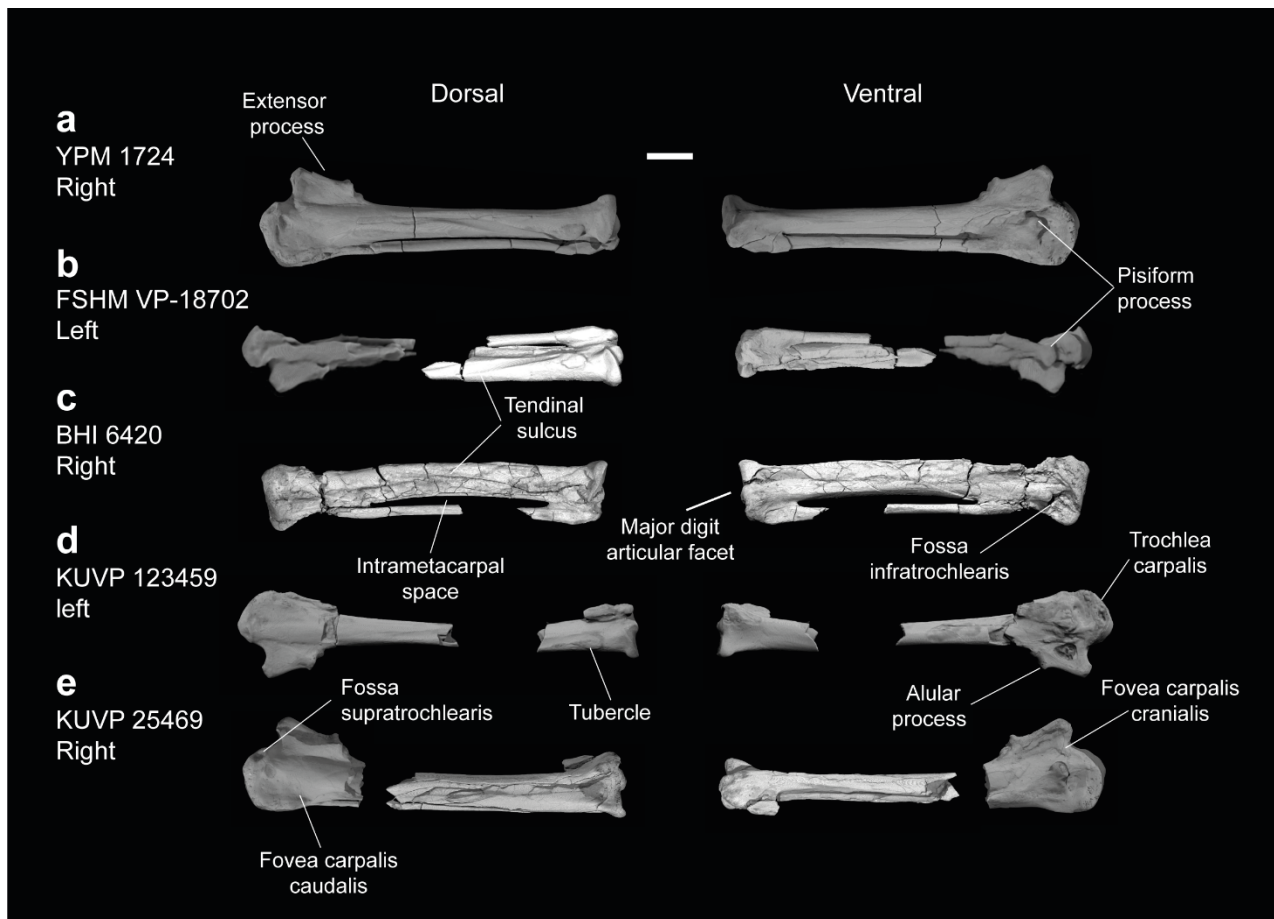 Dorsal
Ventral
Extensor
process
a
YPM 1724
Right
b
FSHM VP-18702
Left
Pisiform
process
c
BHI 6420
Right
Tendinal
sulcus
Major digit
articular facet
Fossa
infratrochlearis
Trochlea
carpalis
d
KUVP 123459
left
Intrametacarpal
space
e
KUVP 25469
Right
Fossa
supratrochlearis
Tubercle
Alular
process
Fovea carpalis
cranialis
Fovea carpalis
caudalis